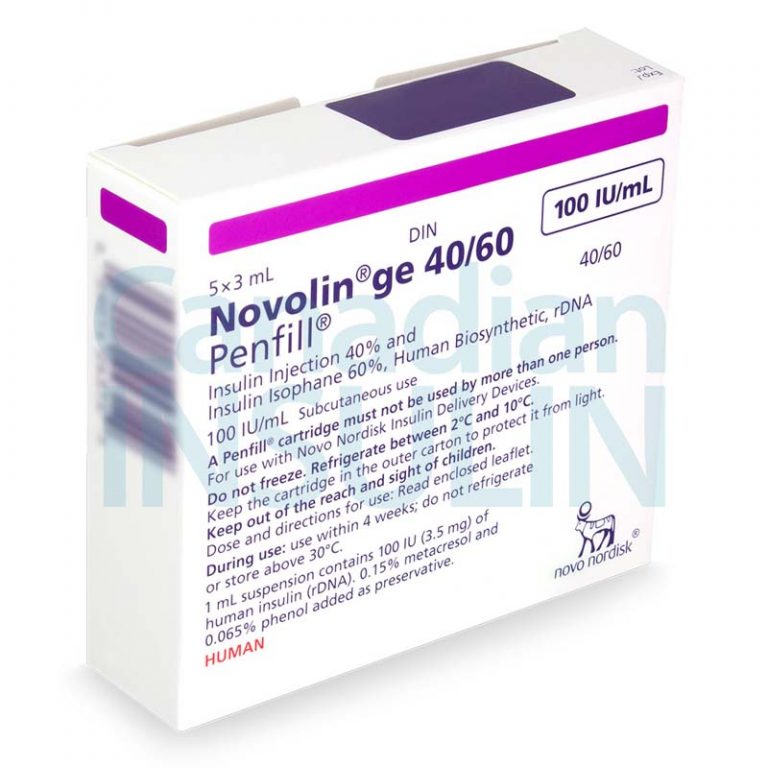 Exp./
Lot:
DIN
100 IU/mL
5 x 3 mL
Novolin®ge 40/60
40/60
Penfill®
Insulin Injection 40% and
Insulin Isophane 60%, Human Biosynthetic, rDNA
100 IU/mL Subcutaneous use
A Penfill® cartridge must not be used by more than one person.
For use with Novo Nordisk Insulin Delivery Devices.
Do not freeze. Refrigerate between 2°C and 10°C.
Keep the cartridge in the outer carton to protect it from light.
Keep out of the reach and sight of children.
Dose and directions for use: Read enclosed leaflet.
During use: use within 4 weeks; do not refrigerate
or store above 30°C.
1 mL suspension contains 100 IU (3.5 mg) of
human insulin (rDNA). 0.15% metacresol and
0.065% phenol added as preservative.
HUMAN
novo nordisk®
Canadian
INSULIN